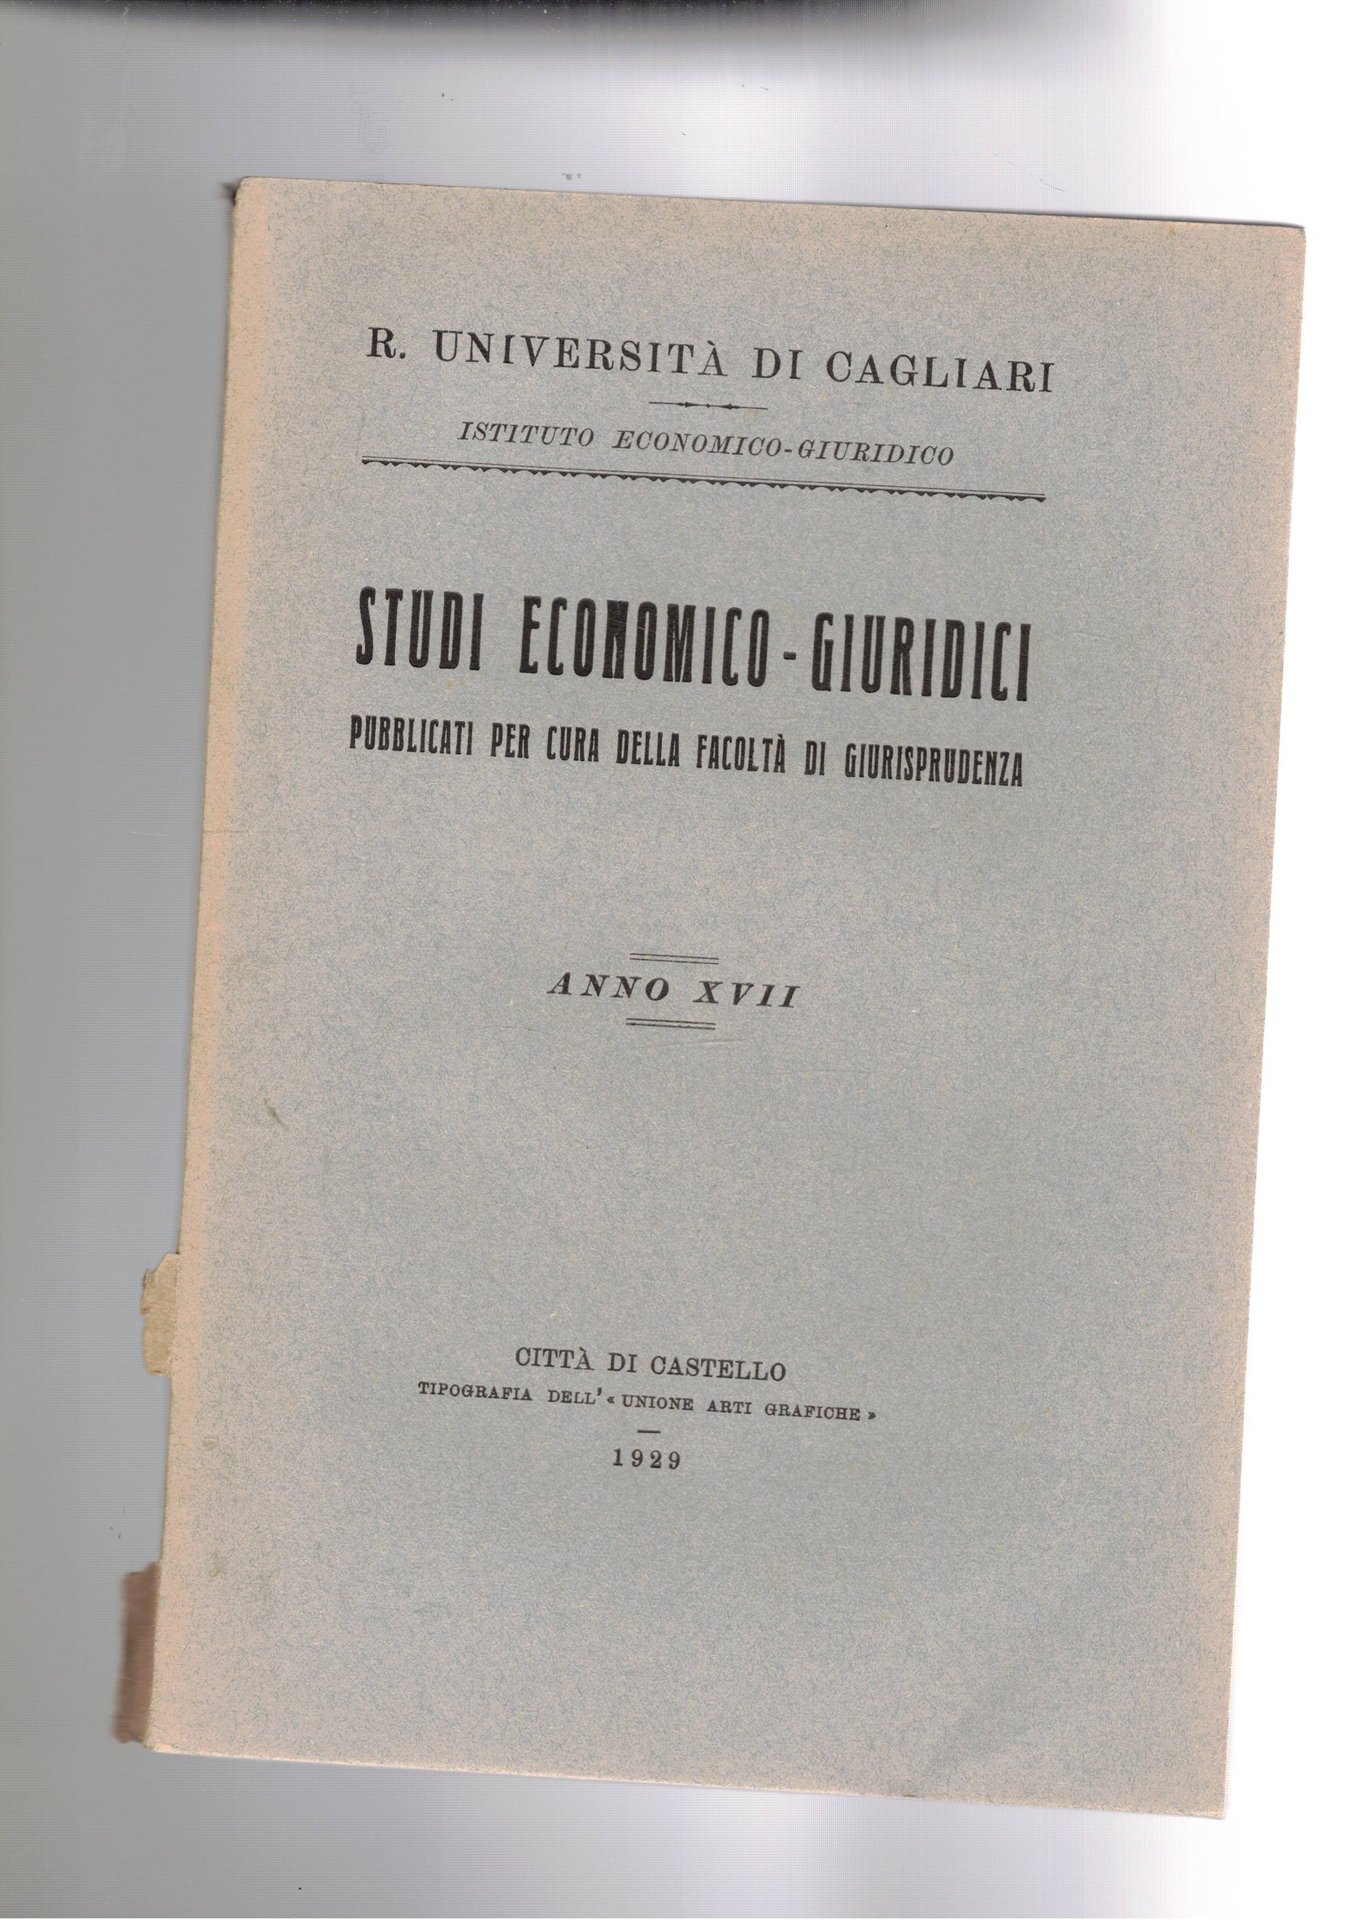 R. UNIVERSITÀ DI CAGLIARI
ISTITUTO ECONOMICO-GIURIDICO
STUDI ECONOMICO-GIURIDICI
PUBBLICATI PER CURA DELLA FACOLTÀ DI GIURISPRUDENZA
ANNO XVII
CITTÀ DI CASTELLO
TIPOGRAFIA DELL' « UNIONE ARTI GRAFICHE »
1929